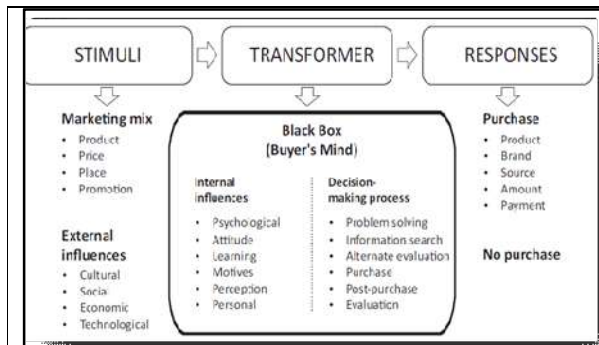 STIMULI
TRANSFORMER
RESPONSES
Marketing mix
• Product
• Price
• Place
• Promotion
External
influences
• Cultural
• Social
• Economic
• Technological
Black Box
(Buyer's Mind)
Internal
influences
• Psychological
• Attitude
• Learning
• Motives
• Perception
• Personal
Decision-
making process
• Problem solving
• Information search
• Alternate evaluation
• Purchase
• Post-purchase
• Evaluation
Purchase
• Product
• Brand
• Source
• Amount
• Payment
No purchase